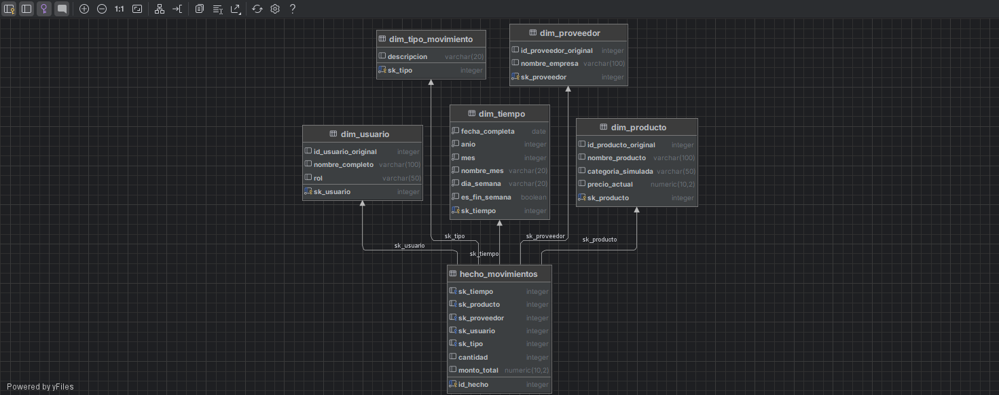 1:1
?
dim_tipo_movimiento
descripcion varchar(20)
sk_tipo integer
dim_proveedor
id_proveedor_original integer
nombre_empresa varchar(100)
sk_proveedor integer
dim_tiempo
fecha_completa date
anio integer
mes integer
nombre_mes varchar(20)
dia_semana varchar(20)
es_fin_semana boolean
sk_tiempo integer
dim_usuario
id_usuario_original integer
nombre_completo varchar(100)
rol varchar(50)
sk_usuario integer
dim_producto
id_producto_original integer
nombre_producto varchar(100)
categoria_simulada varchar(50)
precio_actual numeric(10,2)
sk_producto integer
sk_usuario
sk_tipo
sk_tiempo
sk_proveedor
sk_producto
hecho_movimientos
sk_tiempo integer
sk_producto integer
sk_proveedor integer
sk_usuario integer
sk_tipo integer
cantidad integer
monto_total numeric(10,2)
id_hecho integer
Powered by yFiles